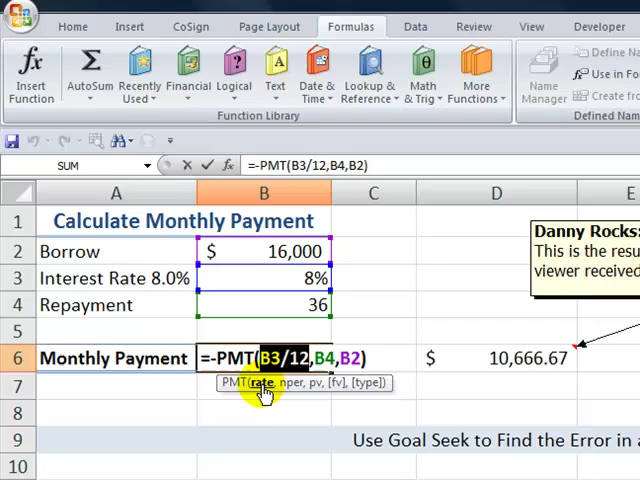 Home Insert CoSign Page Layout Formulas Data Review View Developer
fx Σ ? A θ
Insert Function AutoSum Recently Used Financial Logical Text Date & Time Lookup & Reference Math & Trig More Functions Name Manager
Define Name
Use in For
Create from
Function Library Defined Nam
SUM fx =-PMT(B3/12,B4,B2)
A B C D E
1 Calculate Monthly Payment
Danny Rocks:
2 Borrow $ 16,000
This is the resu
viewer received
3 Interest Rate 8.0% 8%
4 Repayment 36
5
6 Monthly Payment =-PMT(B3/12,B4,B2) $ 10,666.67
PMT(rate, nper, pv, [fv], [type])
7
8
9 Use Goal Seek to Find the Error in a
10